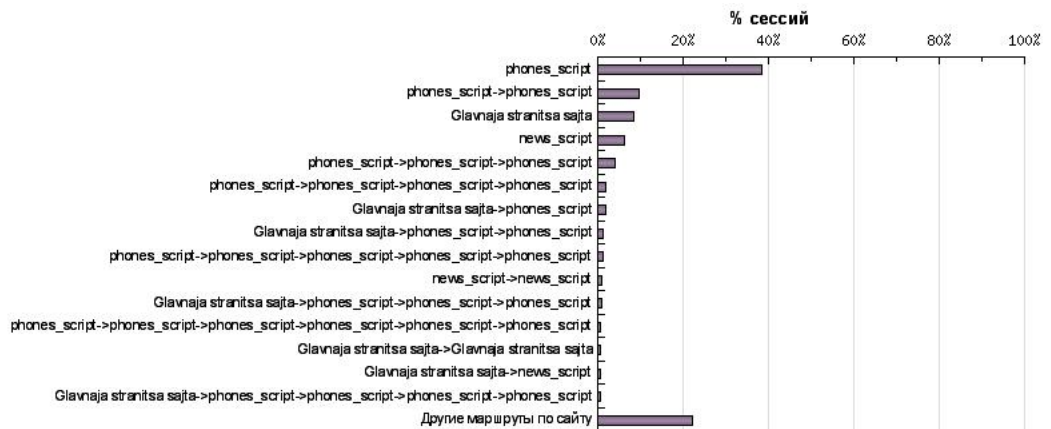 % сессий
0% 20% 40% 60% 80% 100%
phones_script
phones_script->phones_script
Glavnaja stranitsa sajta
news_script
phones_script->phones_script->phones_script
phones_script->phones_script->phones_script->phones_script
Glavnaja stranitsa sajta->phones_script
Glavnaja stranitsa sajta->phones_script->phones_script
phones_script->phones_script->phones_script->phones_script->phones_script
news_script->news_script
Glavnaja stranitsa sajta->phones_script->phones_script->phones_script
phones_script->phones_script->phones_script->phones_script->phones_script->phones_script
Glavnaja stranitsa sajta->Glavnaja stranitsa sajta
Glavnaja stranitsa sajta->news_script
Glavnaja stranitsa sajta->phones_script->phones_script->phones_script->phones_script
Другие маршруты по сайту